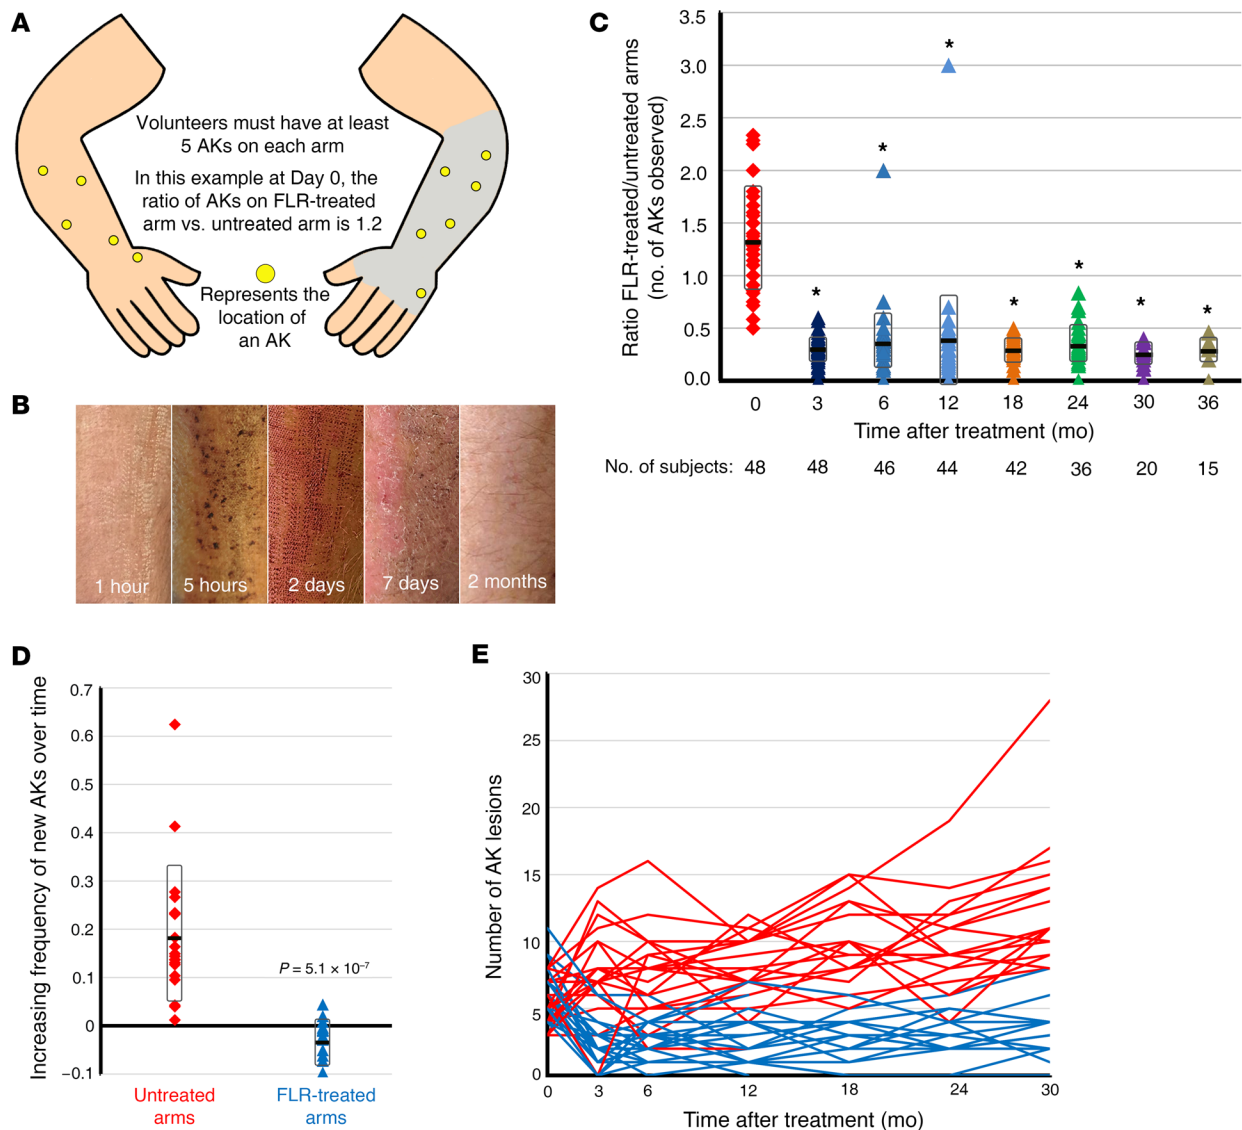 A
Volunteers must have at least
5 AKs on each arm
In this example at Day 0, the
ratio of AKs on FLR-treated
arm vs. untreated arm is 1.2
Represents the
location of
an AK
B
1 hour
5 hours
2 days
7 days
2 months
C
Ratio FLR-treated/untreated arms
(no. of AKs observed)
3.5
3.0
2.5
2.0
1.5
1.0
0.5
0.0
*
*
*
*
*
*
*
0 3 6 12 18 24 30 36
Time after treatment (mo)
No. of subjects: 48 48 46 44 42 36 20 15
D
Increasing frequency of new AKs over time
0.7
0.6
0.5
0.4
0.3
0.2
0.1
0
−0.1
P = 5.1 × 10⁻⁷
Untreated
arms
FLR-treated
arms
E
Number of AK lesions
30
25
20
15
10
5
0
0 3 6 12 18 24 30
Time after treatment (mo)